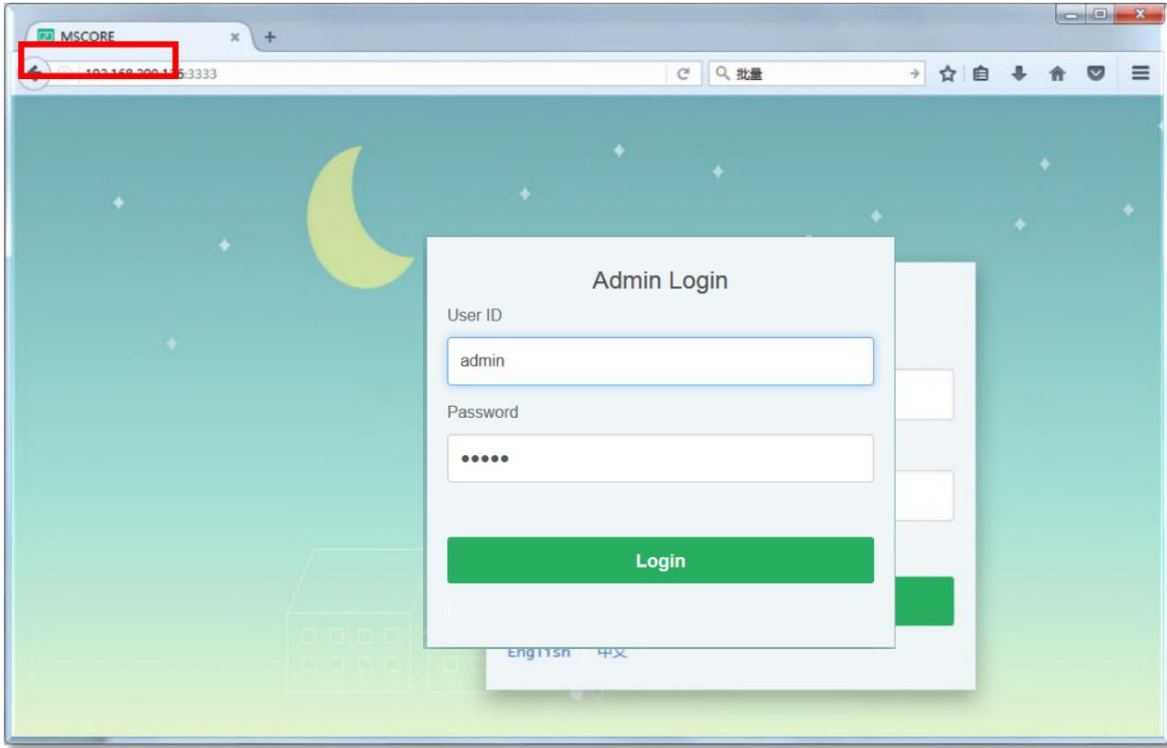 MSCORE
:3333
批量
Admin Login
User ID
admin
Password
•••••
Login
English 中文